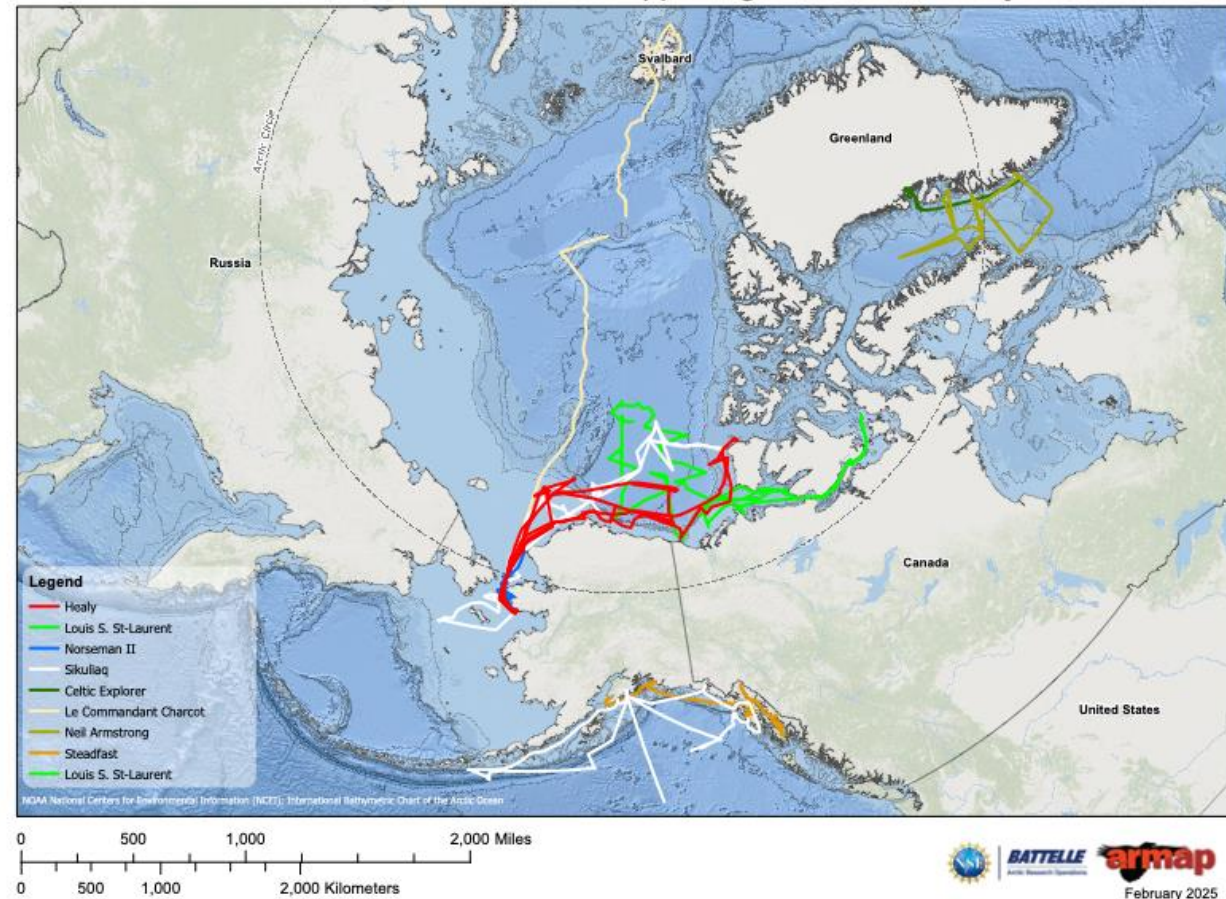 Svalbard
Greenland
Arctic Circle
Russia
Canada
United States
Legend
Healy
Louis S. St-Laurent
Norseman II
Sikuliaq
Celtic Explorer
Le Commandant Charcot
Neil Armstrong
Steadfast
Louis S. St-Laurent
NOAA National Centers for Environmental Information (NCEI); International Bathymetric Chart of the Arctic Ocean
0 500 1,000 2,000 Miles
0 500 1,000 2,000 Kilometers
NSF
BATTELLE
Arctic Research Operations
armap
February 2025